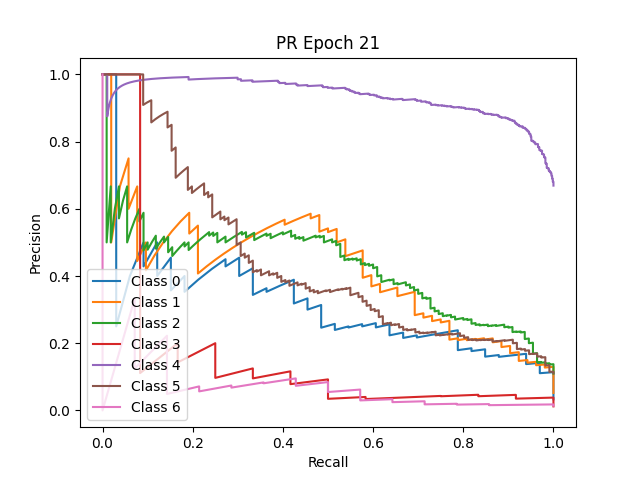 PR Epoch 21
Precision
1.0
0.8
0.6
0.4
0.2
0.0
Class 0
Class 1
Class 2
Class 3
Class 4
Class 5
Class 6
0.0 0.2 0.4 0.6 0.8 1.0
Recall